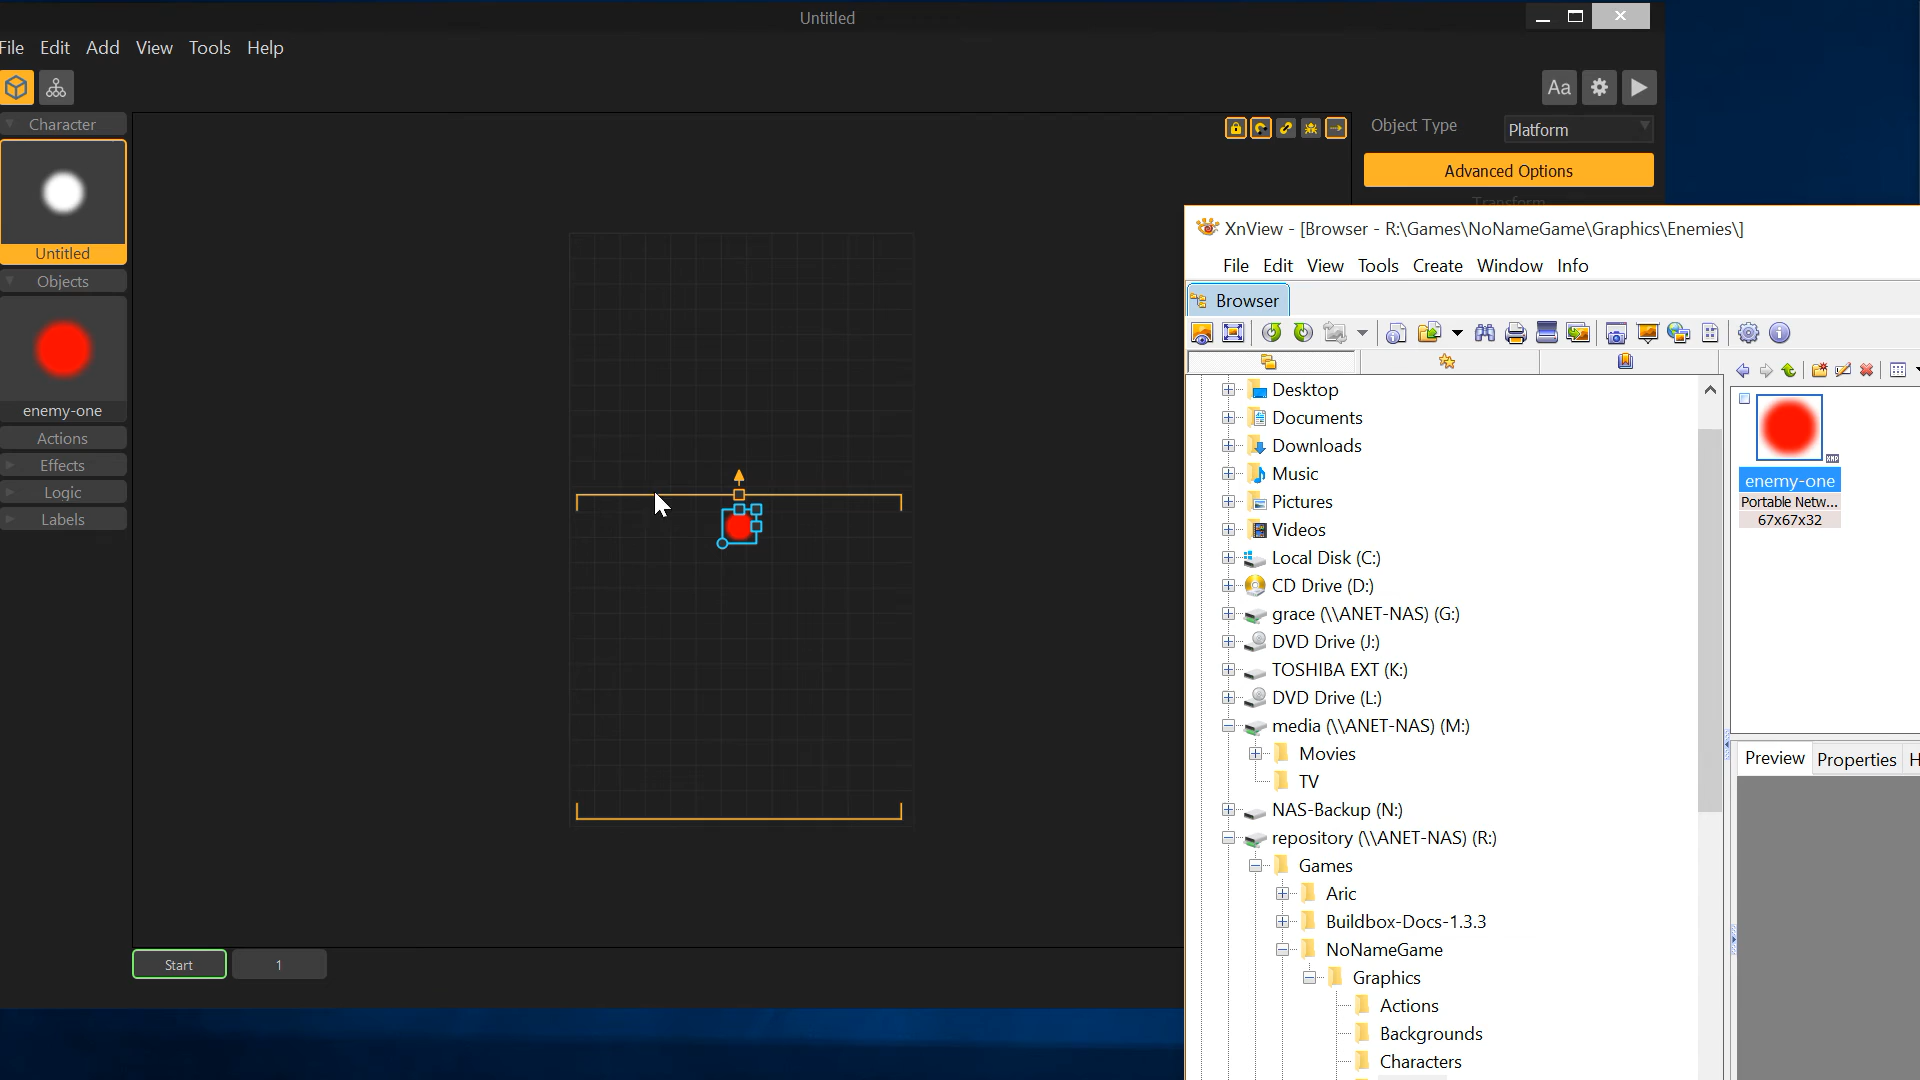 Untitled
File Edit Add View Tools Help
Aa
Character
Untitled
Objects
enemy-one
Actions
Effects
Logic
Labels
Object Type Platform
Advanced Options
Transform
Start 1
XnView - [Browser - R:\Games\NoNameGame\Graphics\Enemies\]
File Edit View Tools Create Window Info
Browser
Desktop
Documents
Downloads
Music
Pictures
Videos
Local Disk (C:)
CD Drive (D:)
grace (\\ANET-NAS) (G:)
DVD Drive (J:)
TOSHIBA EXT (K:)
DVD Drive (L:)
media (\\ANET-NAS) (M:)
Movies
TV
NAS-Backup (N:)
repository (\\ANET-NAS) (R:)
Games
Aric
Buildbox-Docs-1.3.3
NoNameGame
Graphics
Actions
Backgrounds
Characters
XMP
enemy-one
Portable Netw...
67x67x32
Preview Properties H